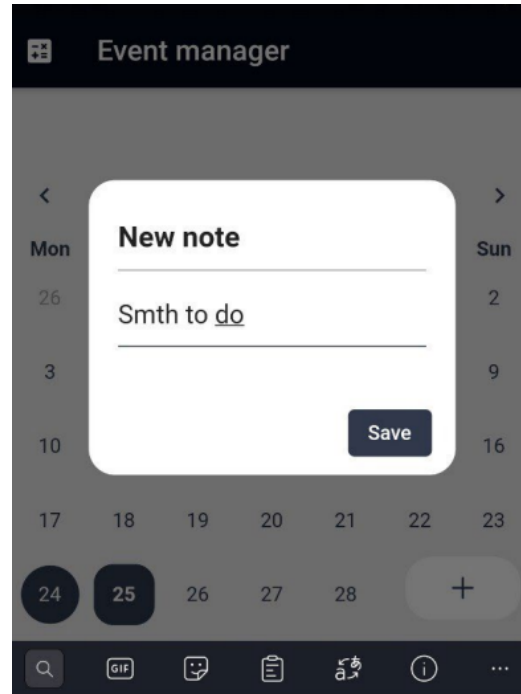 Event manager
Mon Sun
New note
26 2
Smth to do
3 9
Save
10 16
17 18 19 20 21 22 23
24 25 26 27 28 +
GIF